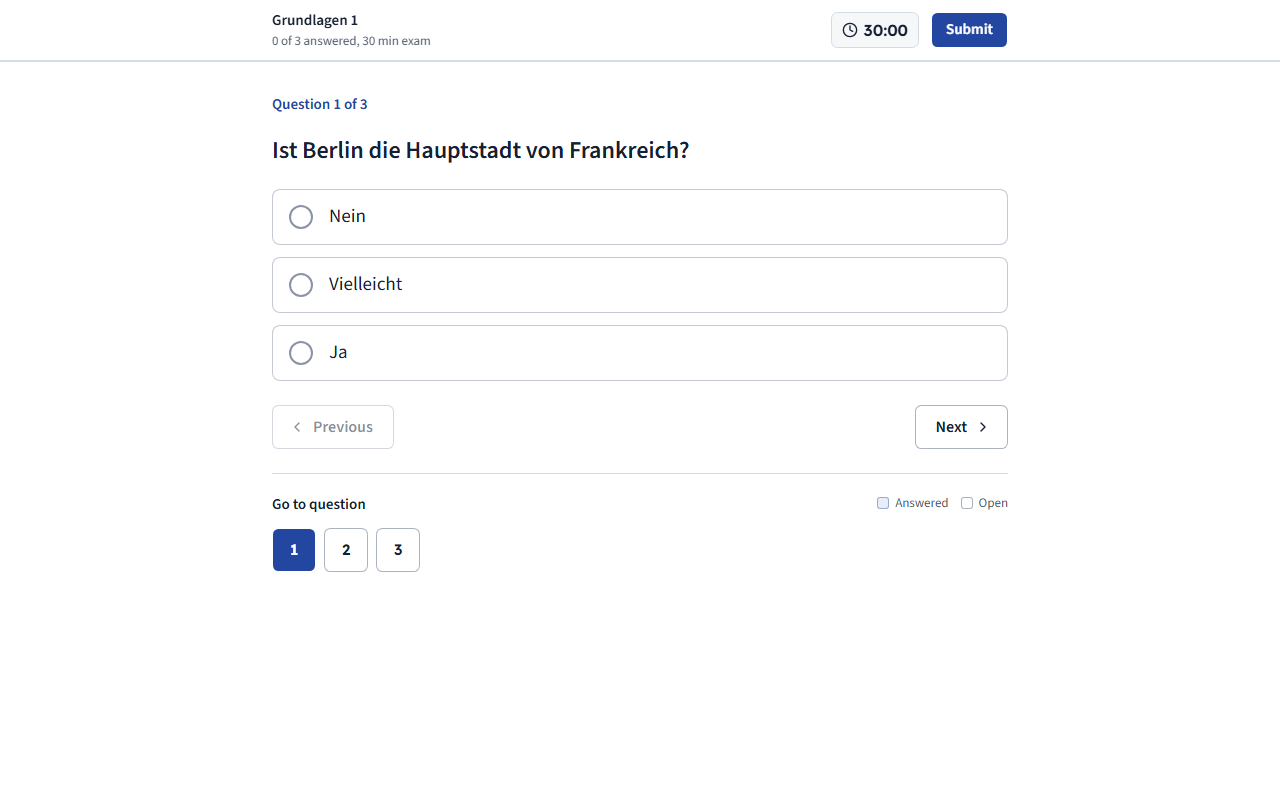 Grundlagen 1
0 of 3 answered, 30 min exam
30:00
Submit
Question 1 of 3
Ist Berlin die Hauptstadt von Frankreich?
Nein
Vielleicht
Ja
Previous
Next
Go to question
Answered
Open
1
2
3